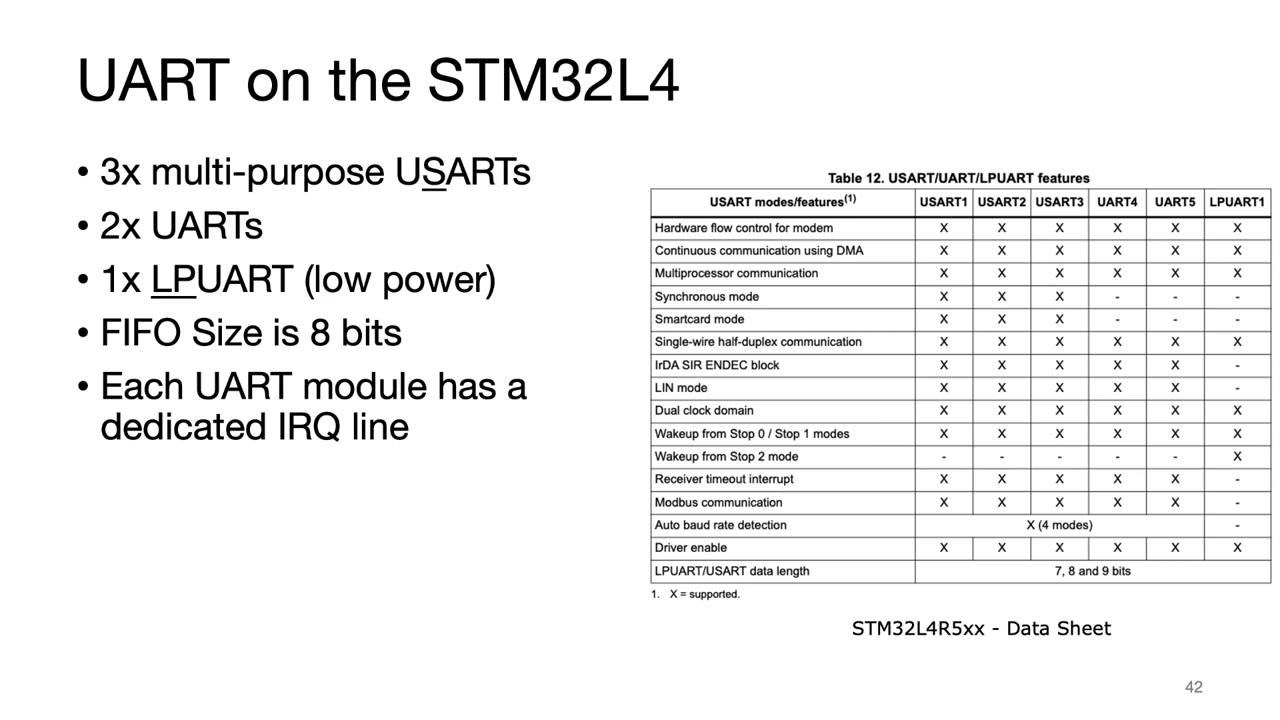 UART on the STM32L4
• 3x multi-purpose USARTs
• 2x UARTs
• 1x LPUART (low power)
• FIFO Size is 8 bits
• Each UART module has a
dedicated IRQ line
Table 12. USART/UART/LPUART features
USART modes/features(1) USART1 USART2 USART3 UART4 UART5 LPUART1
Hardware flow control for modem X X X X X X
Continuous communication using DMA X X X X X X
Multiprocessor communication X X X X X X
Synchronous mode X X X - - -
Smartcard mode X X X - - -
Single-wire half-duplex communication X X X X X X
IrDA SIR ENDEC block X X X X X -
LIN mode X X X X X -
Dual clock domain X X X X X X
Wakeup from Stop 0 / Stop 1 modes X X X X X X
Wakeup from Stop 2 mode - - - - - X
Receiver timeout interrupt X X X X X -
Modbus communication X X X X X -
Auto baud rate detection X (4 modes) -
Driver enable X X X X X X
LPUART/USART data length 7, 8 and 9 bits
1. X = supported.
STM32L4R5xx - Data Sheet
42